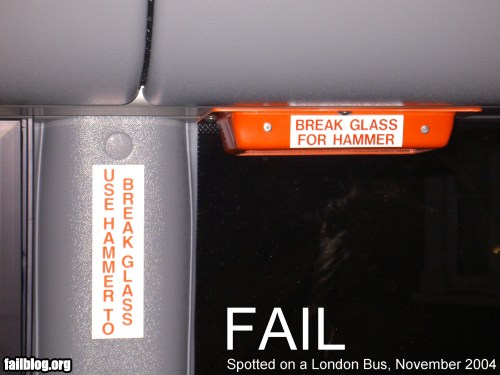 BREAK GLASS
FOR HAMMER
USE HAMMER TO
BREAK GLASS
FAIL
Spotted on a London Bus, November 2004
failblog.org